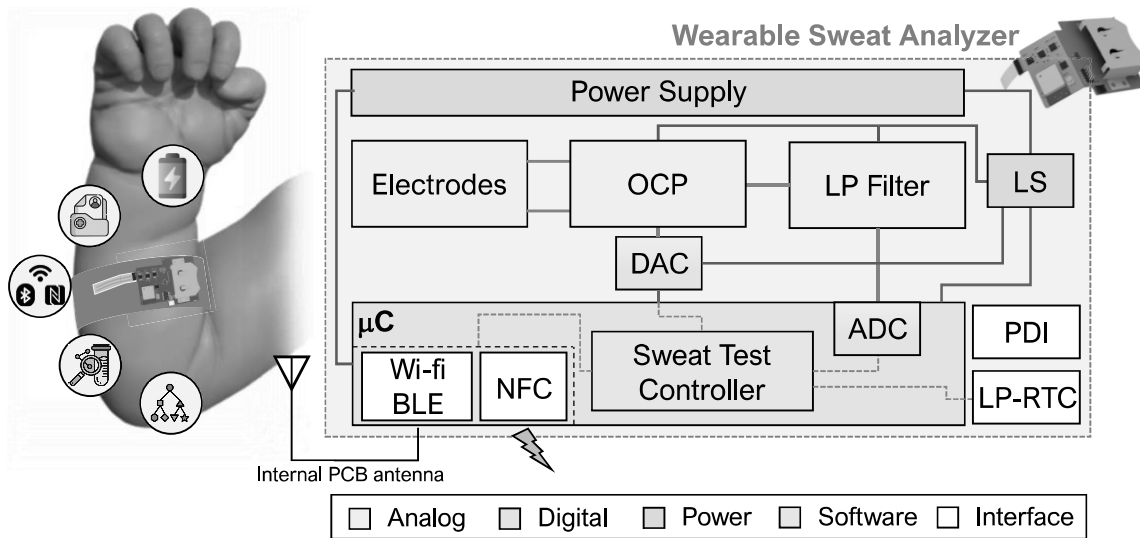 Wearable Sweat Analyzer
Power Supply
Electrodes
OCP
LP Filter
LS
DAC
μC
ADC
PDI
Sweat Test
Controller
Wi-fi
BLE
NFC
LP-RTC
Internal PCB antenna
Analog
Digital
Power
Software
Interface